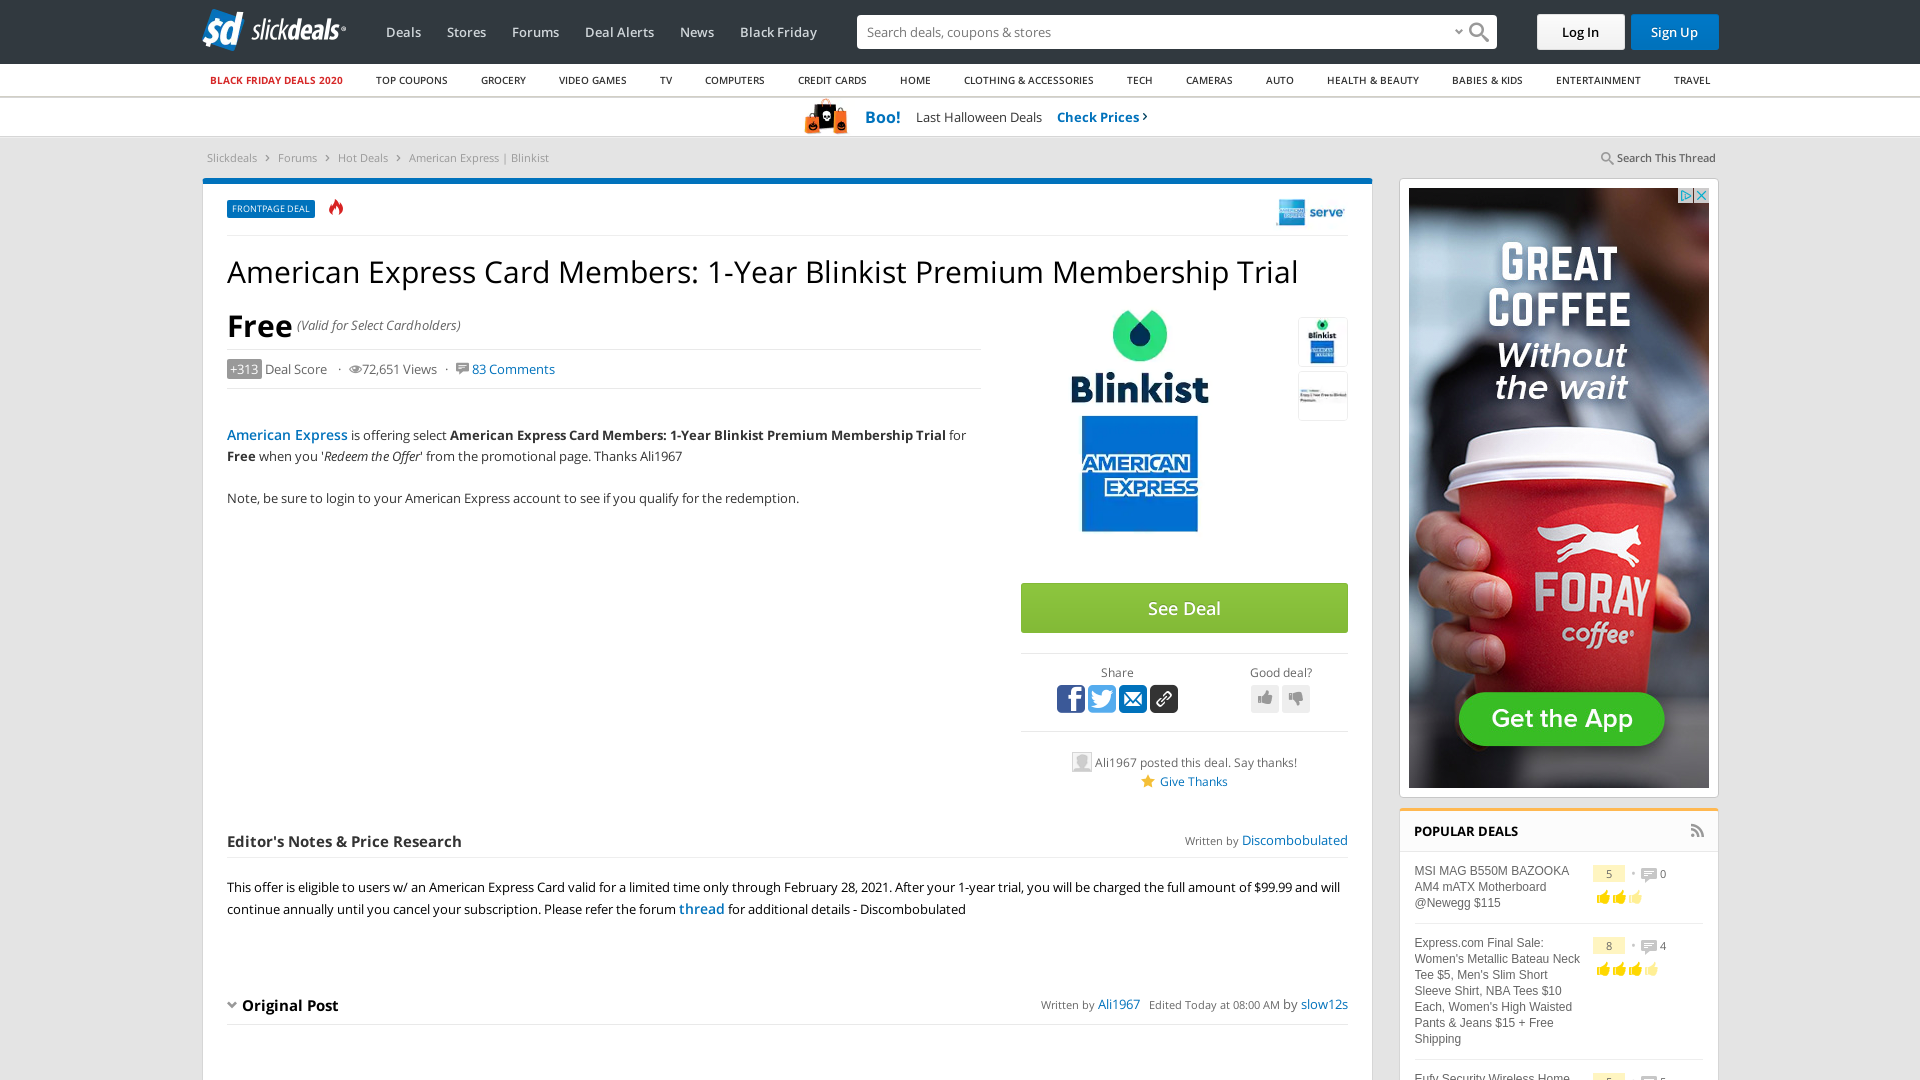 slickdeals
Deals
Stores
Forums
Deal Alerts
News
Black Friday
Search deals, coupons & stores
Log In
Sign Up
BLACK FRIDAY DEALS 2020
TOP COUPONS
GROCERY
VIDEO GAMES
TV
COMPUTERS
CREDIT CARDS
HOME
CLOTHING & ACCESSORIES
TECH
CAMERAS
AUTO
HEALTH & BEAUTY
BABIES & KIDS
ENTERTAINMENT
TRAVEL
Boo! Last Halloween Deals Check Prices ›
Slickdeals › Forums › Hot Deals › American Express | Blinkist
Search This Thread
FRONTPAGE DEAL
AMERICAN EXPRESS serve
American Express Card Members: 1-Year Blinkist Premium Membership Trial
Free (Valid for Select Cardholders)
+313 Deal Score · 72,651 Views · 83 Comments
American Express is offering select American Express Card Members: 1-Year Blinkist Premium Membership Trial for
Free when you 'Redeem the Offer' from the promotional page. Thanks Ali1967
Note, be sure to login to your American Express account to see if you qualify for the redemption.
Blinkist
AMERICAN
EXPRESS
Blinkist
See Deal
Share
Good deal?
Ali1967 posted this deal. Say thanks!
Give Thanks
Editor's Notes & Price Research
Written by Discombobulated
This offer is eligible to users w/ an American Express Card valid for a limited time only through February 28, 2021. After your 1-year trial, you will be charged the full amount of $99.99 and will
continue annually until you cancel your subscription. Please refer the forum thread for additional details - Discombobulated
Original Post
Written by Ali1967 Edited Today at 08:00 AM by slow12s
GREAT
COFFEE
Without
the wait
FORAY
coffee
Get the App
POPULAR DEALS
MSI MAG B550M BAZOOKA
AM4 mATX Motherboard
@Newegg $115
5 • 0
Express.com Final Sale:
Women's Metallic Bateau Neck
Tee $5, Men's Slim Short
Sleeve Shirt, NBA Tees $10
Each, Women's High Waisted
Pants & Jeans $15 + Free
Shipping
8 • 4
Eufy Security Wireless Home